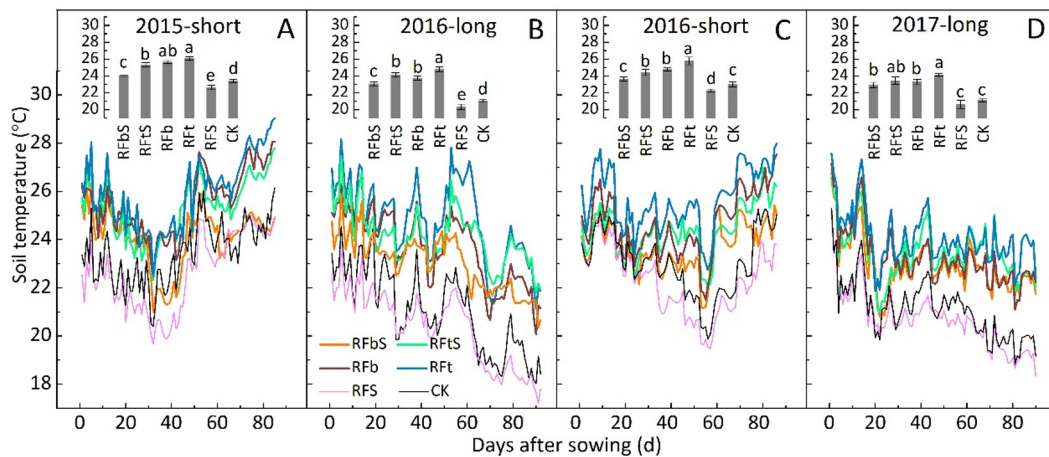 2015-short A
2016-long B
2016-short C
2017-long D
30
28
26
24
22
20
c b ab a e d
RFbS RFtS RFb RFt RFS CK
30
28
26
24
22
20
c b b a e d
RFbS RFtS RFb RFt RFS CK
30
28
26
24
22
20
c b b a d c
RFbS RFtS RFb RFt RFS CK
30
28
26
24
22
20
b ab b a c c
RFbS RFtS RFb RFt RFS CK
Soil temperature (°C)
30
28
26
24
22
20
18
RFbS RFtS
RFb RFt
RFS CK
0 20 40 60 80 100
0 20 40 60 80 100
0 20 40 60 80 100
0 20 40 60 80 100
Days after sowing (d)